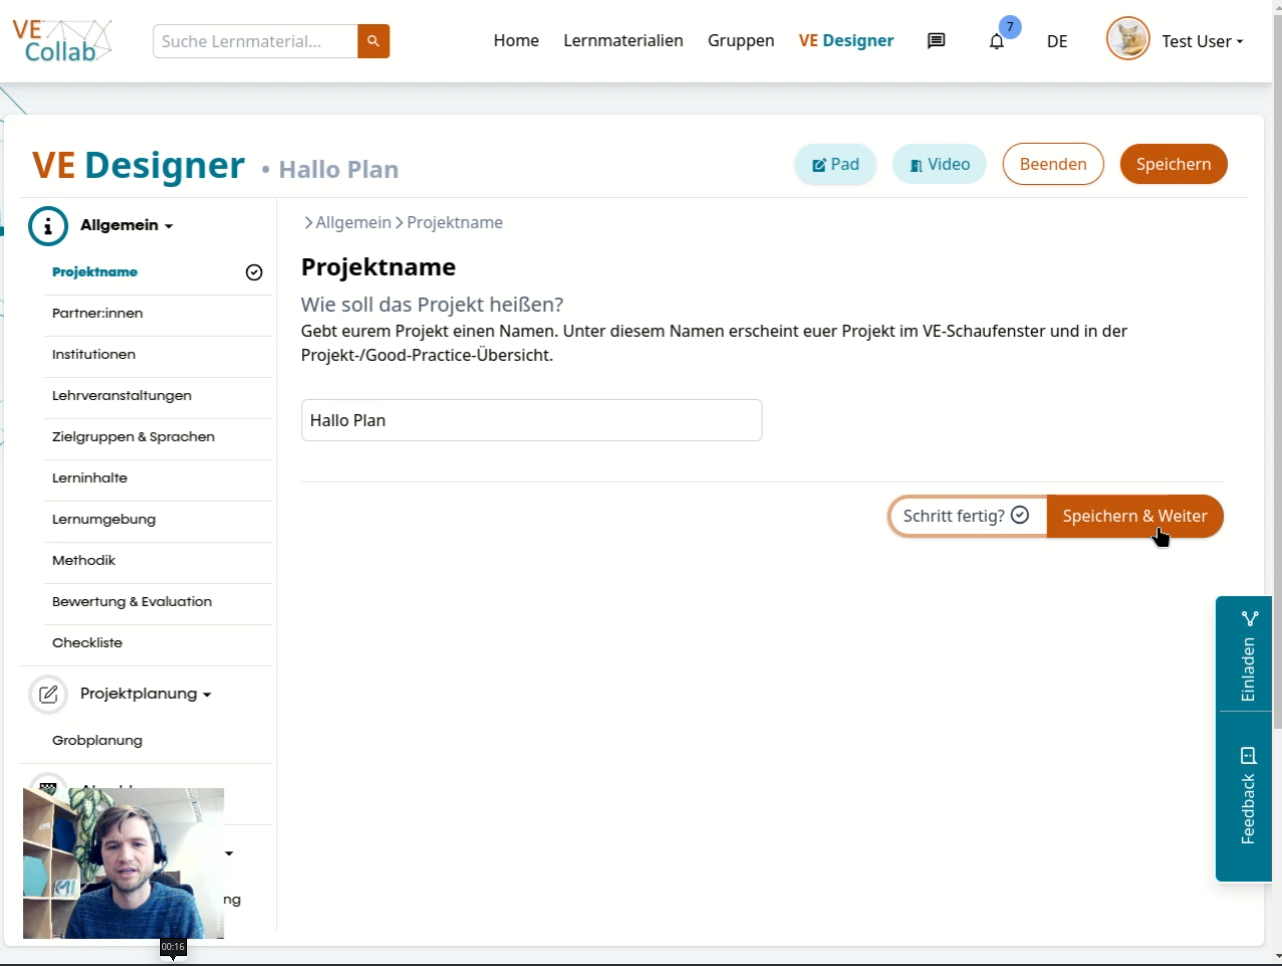 VE
Collab
Suche Lernmaterial...
Home
Lernmaterialien
Gruppen
VE Designer
7
DE
Test User
VE Designer • Hallo Plan
Pad
Video
Beenden
Speichern
Allgemein
Projektname
Partner:innen
Institutionen
Lehrveranstaltungen
Zielgruppen & Sprachen
Lerninhalte
Lernumgebung
Methodik
Bewertung & Evaluation
Checkliste
Projektplanung
Grobplanung
ng
00:16
> Allgemein > Projektname
Projektname
Wie soll das Projekt heißen?
Gebt eurem Projekt einen Namen. Unter diesem Namen erscheint euer Projekt im VE-Schaufenster und in der
Projekt-/Good-Practice-Übersicht.
Hallo Plan
Schritt fertig?
Speichern & Weiter
Einladen
Feedback